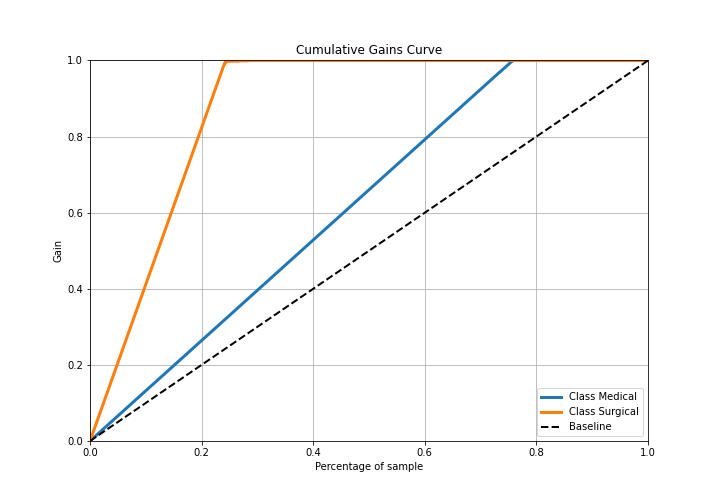 Cumulative Gains Curve
1.0
0.8
0.6
0.4
0.2
0.0
Gain
0.0 0.2 0.4 0.6 0.8 1.0
Percentage of sample
Class Medical
Class Surgical
Baseline